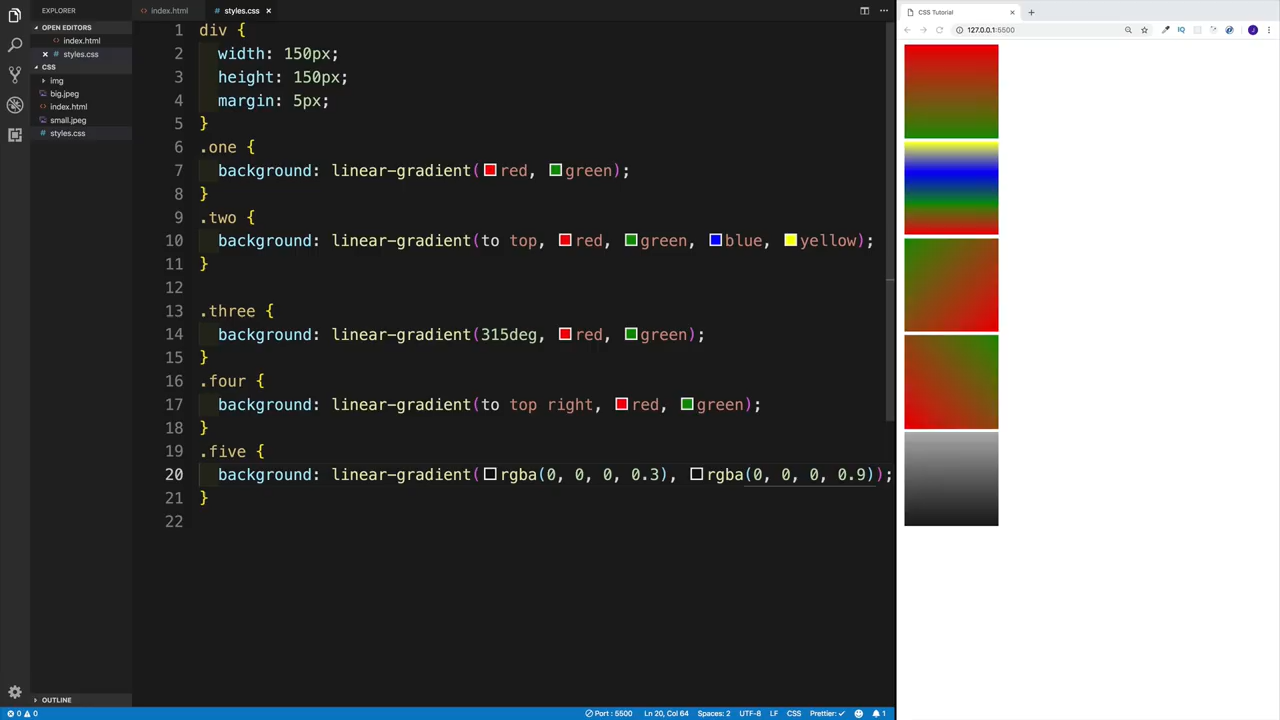 EXPLORER
OPEN EDITORS
index.html
styles.css
CSS
img
big.jpeg
index.html
small.jpeg
styles.css
OUTLINE
index.html
styles.css
1 div {
2 width: 150px;
3 height: 150px;
4 margin: 5px;
5 }
6 .one {
7 background: linear-gradient(red, green);
8 }
9 .two {
10 background: linear-gradient(to top, red, green, blue, yellow);
11 }
12
13 .three {
14 background: linear-gradient(315deg, red, green);
15 }
16 .four {
17 background: linear-gradient(to top right, red, green);
18 }
19 .five {
20 background: linear-gradient(rgba(0, 0, 0, 0.3), rgba(0, 0, 0, 0.9));
21 }
22
0 0 Port : 5500 Ln 20, Col 64 Spaces: 2 UTF-8 LF CSS Prettier: ✓ 1
CSS Tutorial
127.0.0.1:5500
IQ
J